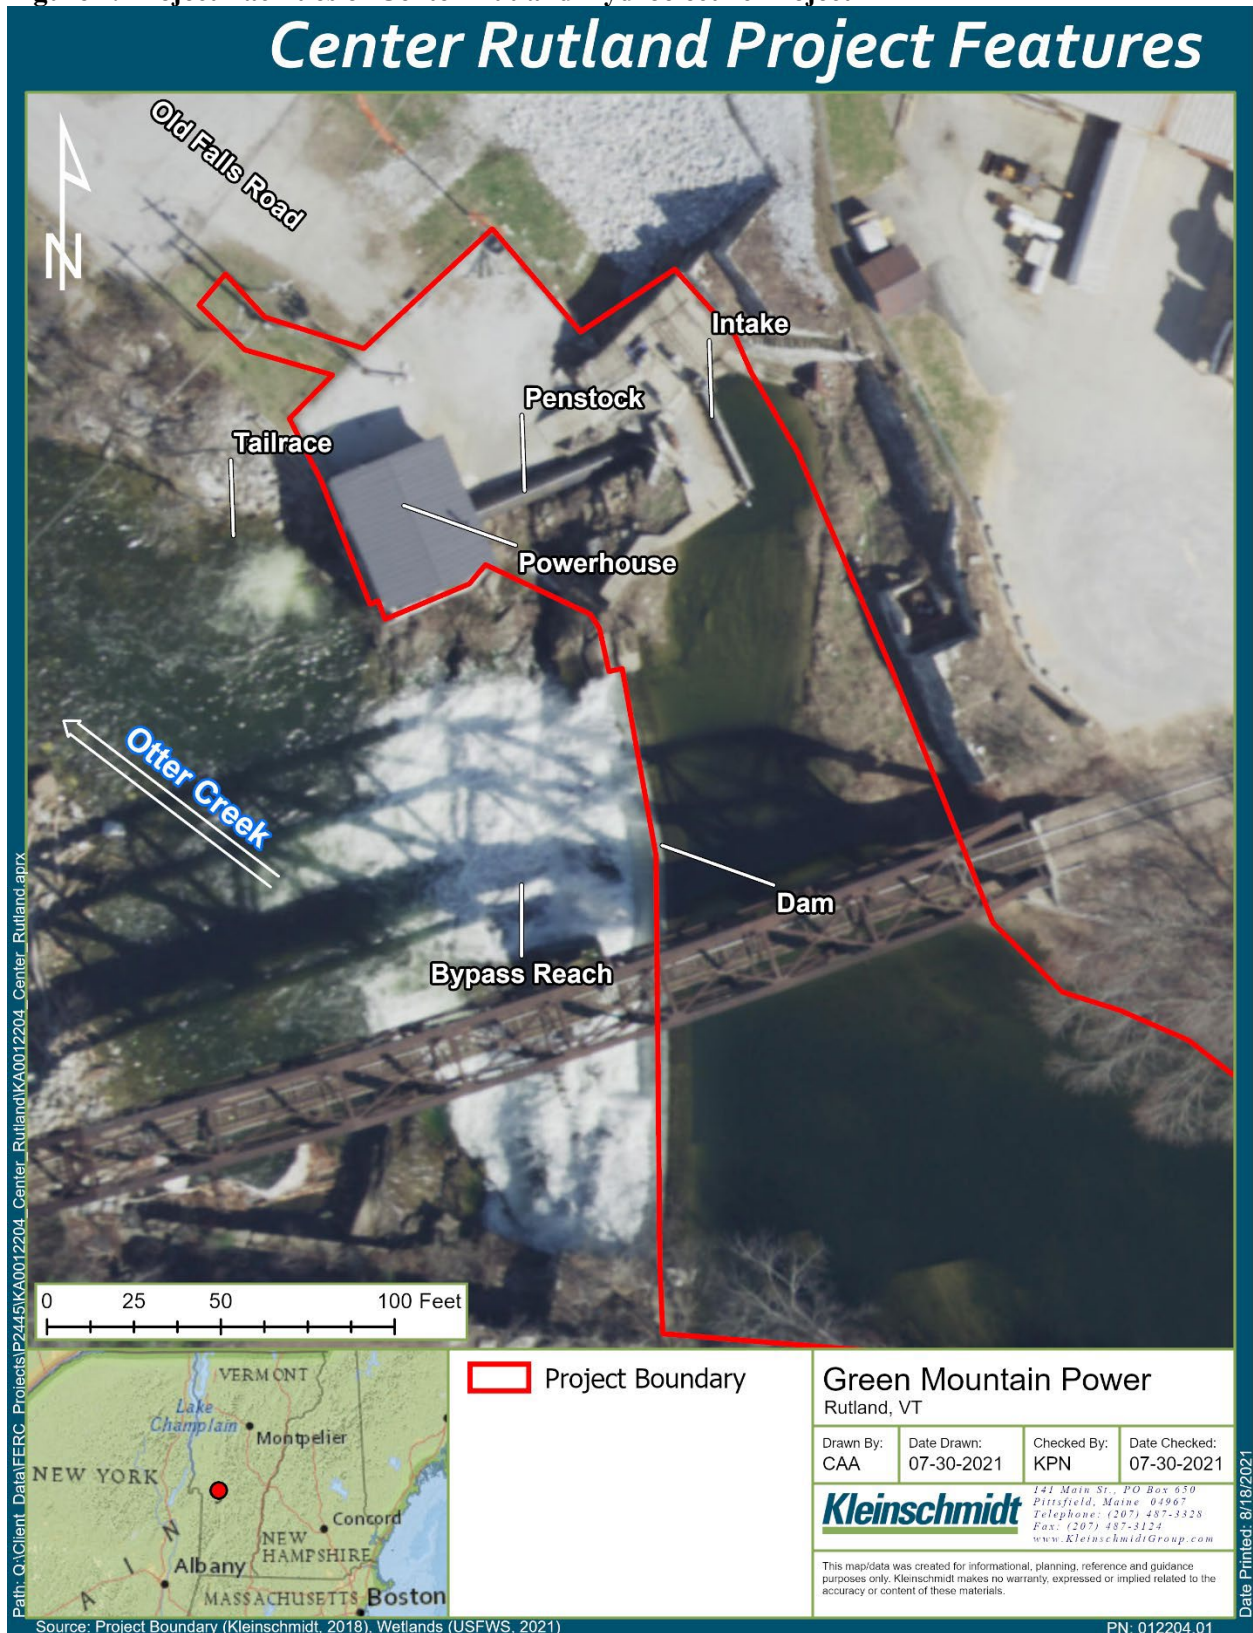 Center Rutland Project Features
Old Falls Road
N
Intake
Penstock
Tailrace
Powerhouse
Otter Creek
Dam
Bypass Reach
0 25 50 100 Feet
VERMONT
Lake
Champlain
Montpelier
NEW YORK
Concord
NEW
HAMPSHIRE
Albany
MASSACHUSETTS
Boston
A I N
Project Boundary
Green Mountain Power
Rutland, VT
Drawn By:
CAA
Date Drawn:
07-30-2021
Checked By:
KPN
Date Checked:
07-30-2021
Kleinschmidt
141 Main St., PO Box 650
Pittsfield, Maine 04967
Telephone: (207) 487-3328
Fax: (207) 487-3124
www.KleinschmidtGroup.com
This map/data was created for informational, planning, reference and guidance
purposes only. Kleinschmidt makes no warranty, expressed or implied related to the
accuracy or content of these materials.
Path: Q:\Client_Data\FERC_Projects\P2445\KA0012204_Center_Rutland\KA0012204_Center_Rutland.aprx
Date Printed: 8/18/2021
Source: Project Boundary (Kleinschmidt, 2018), Wetlands (USFWS, 2021)
PN: 012204.01